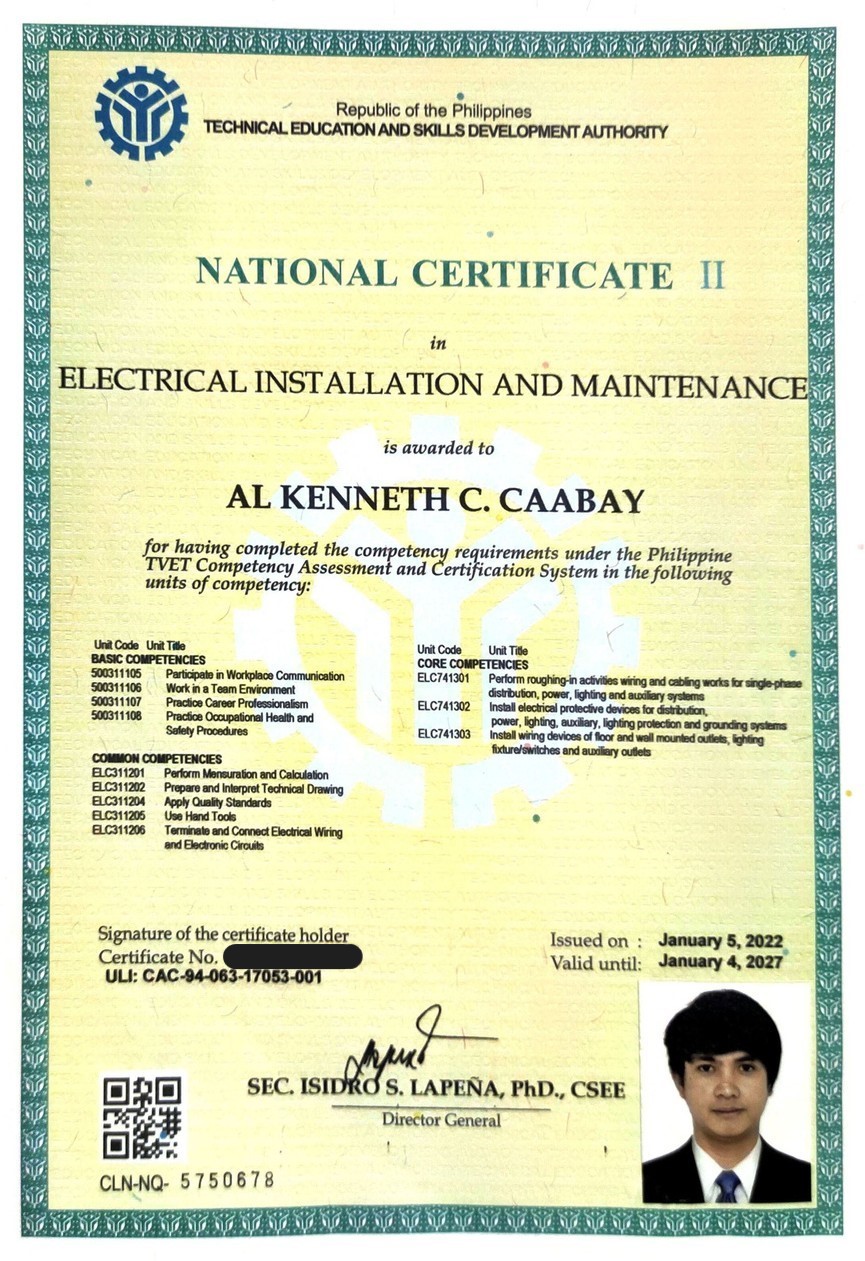 Republic of the Philippines
TECHNICAL EDUCATION AND SKILLS DEVELOPMENT AUTHORITY
NATIONAL CERTIFICATE II
in
ELECTRICAL INSTALLATION AND MAINTENANCE
is awarded to
AL KENNETH C. CAABAY
for having completed the competency requirements under the Philippine
TVET Competency Assessment and Certification System in the following
units of competency:
Unit Code Unit Title
BASIC COMPETENCIES
500311105 Participate in Workplace Communication
500311106 Work in a Team Environment
500311107 Practice Career Professionalism
500311108 Practice Occupational Health and
Safety Procedures
COMMON COMPETENCIES
ELC311201 Perform Mensuration and Calculation
ELC311202 Prepare and Interpret Technical Drawing
ELC311204 Apply Quality Standards
ELC311205 Use Hand Tools
ELC311206 Terminate and Connect Electrical Wiring
and Electronic Circuits
Unit Code Unit Title
CORE COMPETENCIES
ELC741301 Perform roughing-in activities wiring and cabling works for single-phase
distribution, power, lighting and auxiliary systems
ELC741302 Install electrical protective devices for distribution,
power, lighting, auxiliary, lighting protection and grounding systems
ELC741303 Install wiring devices of floor and wall mounted outlets, lighting
fixture/switches and auxiliary outlets
Signature of the certificate holder
Certificate No.
ULI: CAC-94-063-17053-001
Issued on : January 5, 2022
Valid until: January 4, 2027
SEC. ISIDRO S. LAPEÑA, PhD., CSEE
Director General
CLN-NQ- 5750678